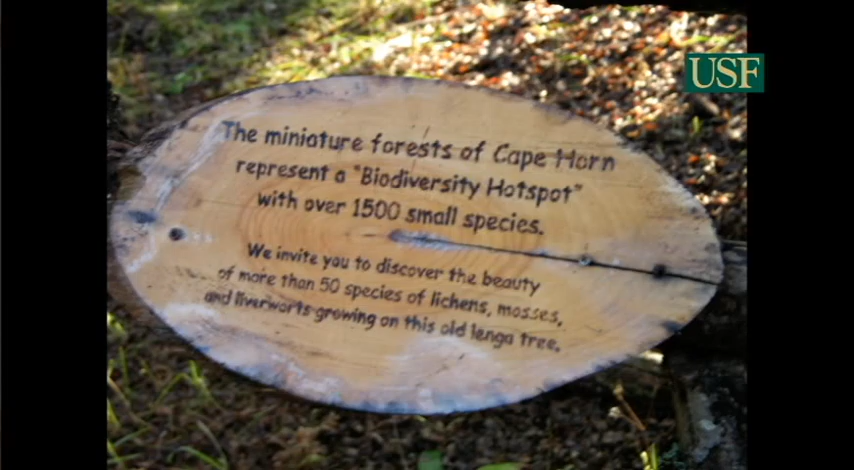 USF
The miniature forests of Cape Horn
represent a "Biodiversity Hotspot"
with over 1500 small species.
We invite you to discover the beauty
of more than 50 species of lichens, mosses,
and liverworts growing on this old lenga tree.